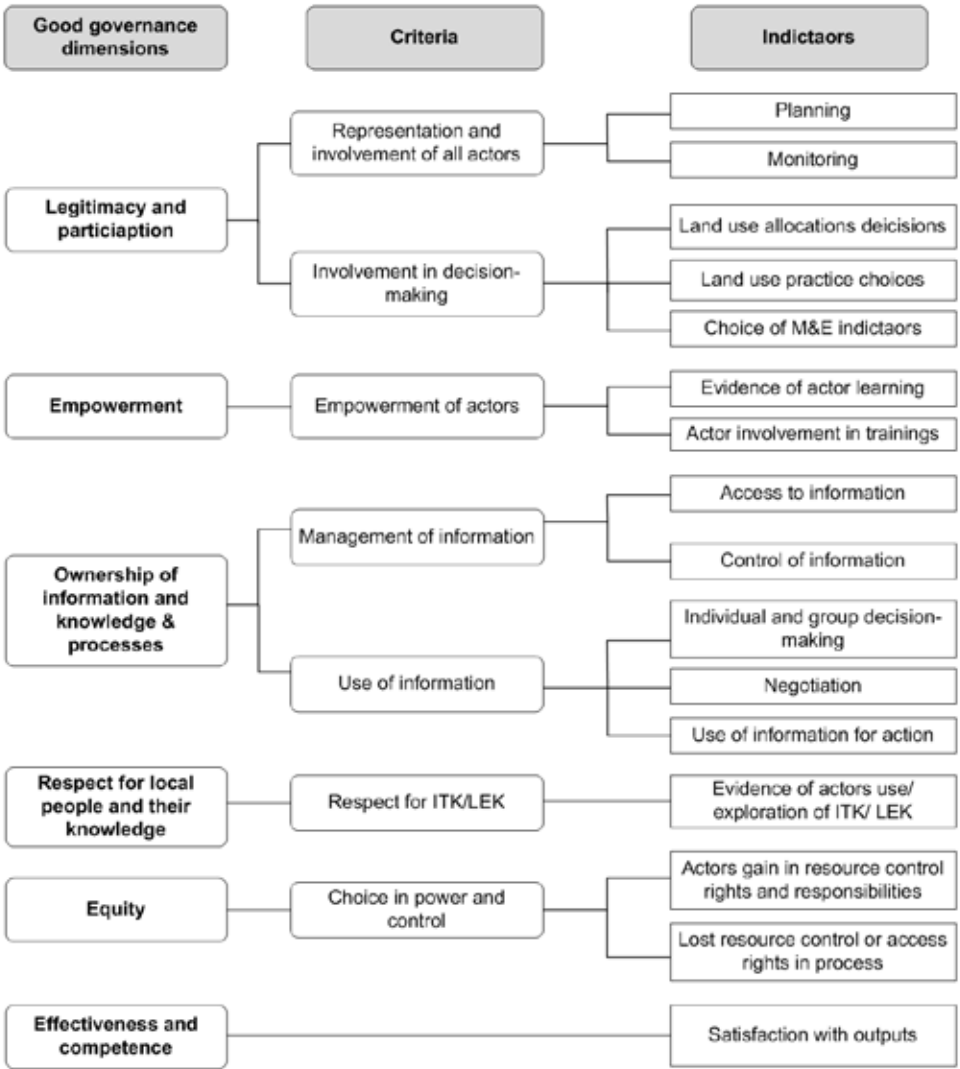 Good governance
dimensions
Criteria
Indictaors
Legitimacy and
particiaption
Representation and
involvement of all actors
Planning
Monitoring
Involvement in decision-
making
Land use allocations deicisions
Land use practice choices
Choice of M&E indictaors
Empowerment
Empowerment of actors
Evidence of actor learning
Actor involvement in trainings
Ownership of
information and
knowledge &
processes
Management of information
Access to information
Control of information
Use of information
Individual and group decision-
making
Negotiation
Use of information for action
Respect for local
people and their
knowledge
Respect for ITK/LEK
Evidence of actors use/
exploration of ITK/ LEK
Equity
Choice in power and
control
Actors gain in resource control
rights and responsibilities
Lost resource control or access
rights in process
Effectiveness and
competence
Satisfaction with outputs